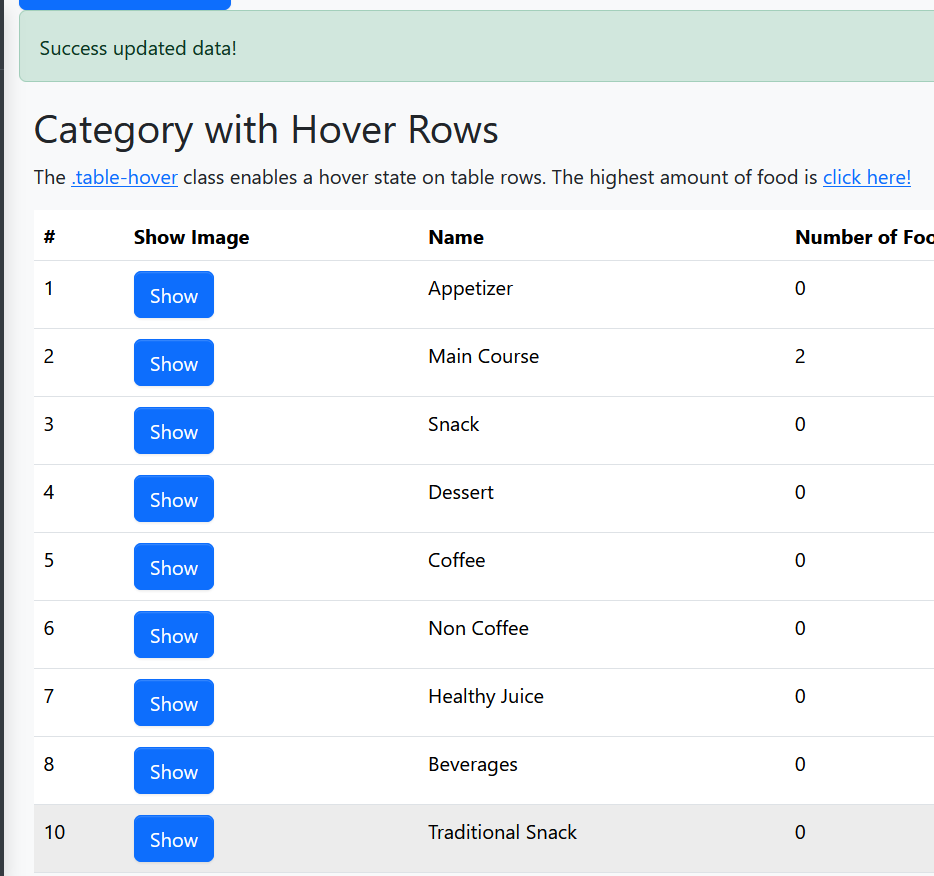 Success updated data!
Category with Hover Rows
The .table-hover class enables a hover state on table rows. The highest amount of food is click here!
# Show Image Name Number of Foo
1 Show Appetizer 0
2 Show Main Course 2
3 Show Snack 0
4 Show Dessert 0
5 Show Coffee 0
6 Show Non Coffee 0
7 Show Healthy Juice 0
8 Show Beverages 0
10 Show Traditional Snack 0